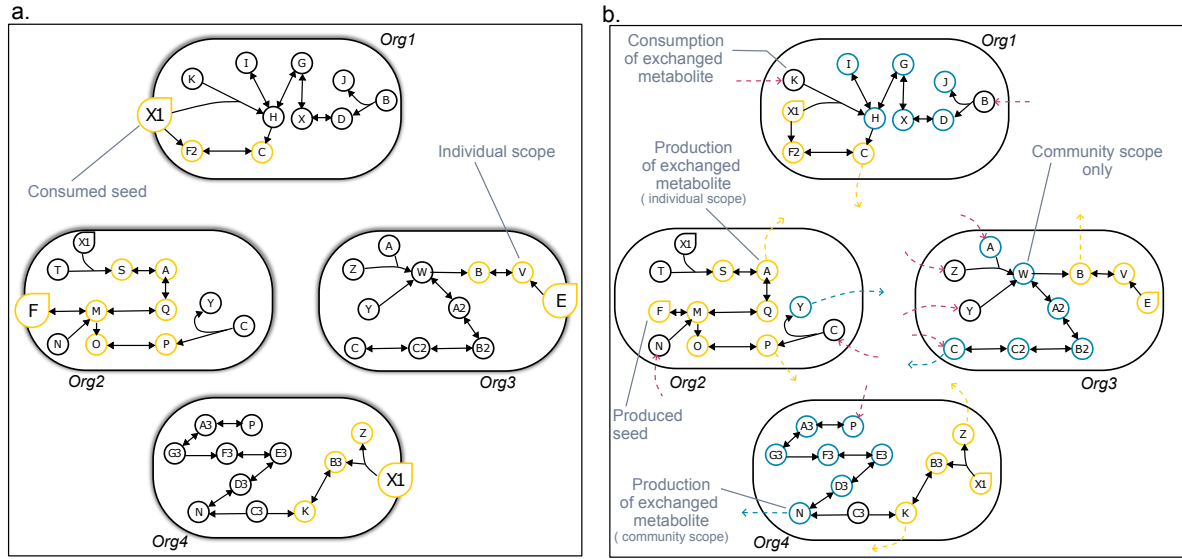 a.
Org1
I
G
K
J
B
X1
H
X
D
F2
C
Consumed seed
Individual scope
X1
T
S
A
Y
F
M
Q
C
N
O
P
Org2
A
Z
W
B
V
E
Y
A2
C
C2
B2
Org3
A3
P
Z
G3
F3
E3
B3
X1
D3
N
C3
K
Org4
b.
Consumption
of exchanged
metabolite
Org1
I
G
K
J
B
X1
H
X
D
F2
C
Production
of exchanged
metabolite
( individual scope)
Community scope
only
X1
T
S
A
Y
F
M
Q
C
N
O
P
Org2
A
Z
W
B
V
E
Y
A2
C
C2
B2
Org3
Produced
seed
A3
P
Z
G3
F3
E3
B3
X1
D3
N
C3
K
Production
of exchanged
metabolite
( community scope)
Org4